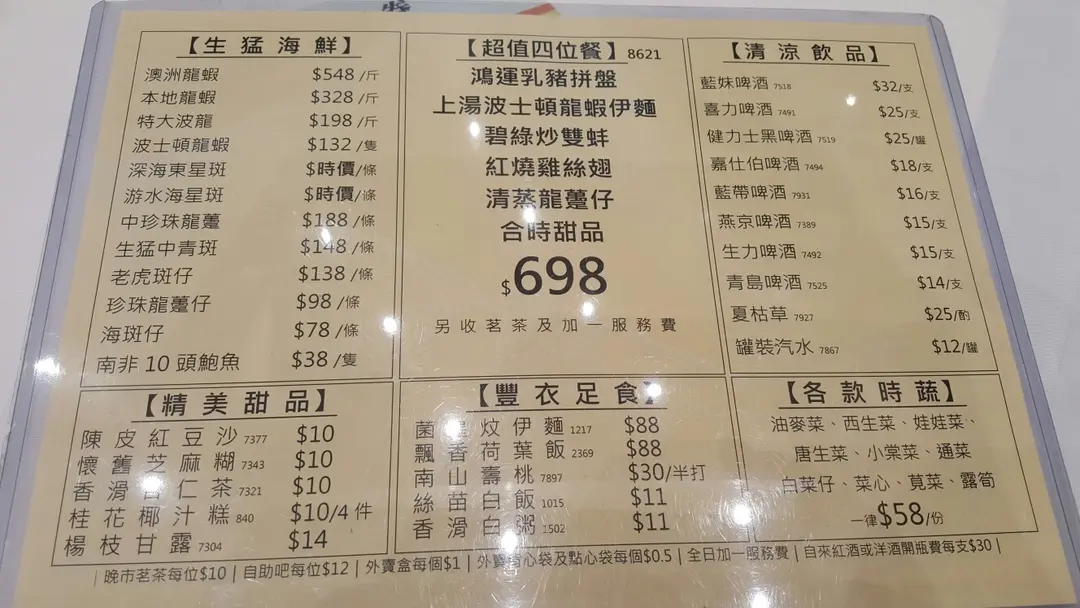 【生猛海鮮】
澳洲龍蝦 $548 /斤
本地龍蝦 $328 /斤
特大波龍 $198 /斤
波士頓龍蝦 $132 /隻
深海東星斑 $時價/條
游水海星斑 $時價/條
中珍珠龍躉 $188 /條
生猛中青斑 $148 /條
老虎斑仔 $138 /條
珍珠龍躉仔 $98 /條
海斑仔 $78 /條
南非10頭鮑魚 $38 /隻
【超值四位餐】8621
鴻運乳豬拼盤
上湯波士頓龍蝦伊麵
碧綠炒雙蚌
紅燒雞絲翅
清蒸龍躉仔
合時甜品
$698
另收茗茶及加一服務費
【清涼飲品】
藍妹啤酒 7518 $32/支
喜力啤酒 7491 $25/支
健力士黑啤酒 7519 $25/罐
嘉仕伯啤酒 7494 $18/支
藍帶啤酒 7931 $16/支
燕京啤酒 7389 $15/支
生力啤酒 7492 $15/支
青島啤酒 7525 $14/支
夏枯草 7927 $25/酌
罐裝汽水 7867 $12/罐
【精美甜品】
陳皮紅豆沙 7377 $10
懷舊芝麻糊 7343 $10
香滑杏仁茶 7321 $10
桂花椰汁糕 840 $10/4件
楊枝甘露 7304 $14
【豐衣足食】
菌 炆伊麵 1217 $88
飄香荷葉飯 2369 $88
南山壽桃 7897 $30/半打
絲苗白飯 1015 $11
香滑白粥 1502 $11
【各款時蔬】
油麥菜、西生菜、娃娃菜、
唐生菜、小棠菜、通菜
白菜仔、菜心、莧菜、露筍
一律$58/份
| 晚市茗茶每位$10 | 自助吧每位$12 | 外賣盒每個$1 | 外賣背心袋及點心袋每個$0.5 | 全日加一服務費 | 自來紅酒或洋酒開瓶費每支$30 |